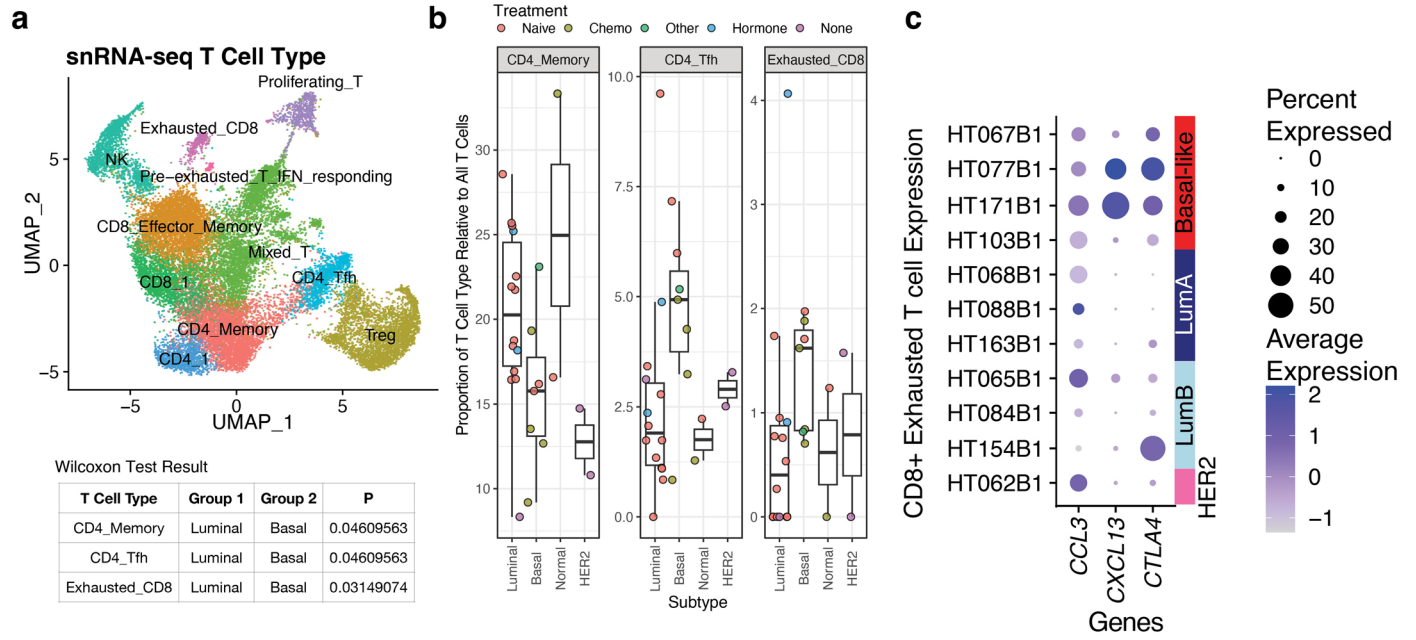 a
snRNA-seq T Cell Type
Proliferating_T
Exhausted_CD8
NK
Pre-exhausted_T_IFN_responding
CD8_Effector_Memory
Mixed_T
CD8_1
CD4_Tfh
CD4_Memory
Treg
CD4_1
UMAP_2
5
0
−5
−5 0 5
UMAP_1
Wilcoxon Test Result
T Cell Type Group 1 Group 2 P
CD4_Memory Luminal Basal 0.04609563
CD4_Tfh Luminal Basal 0.04609563
Exhausted_CD8 Luminal Basal 0.03149074
b
Treatment
Naive Chemo Other Hormone None
CD4_Memory CD4_Tfh Exhausted_CD8
Proportion of T Cell Type Relative to All T Cells
30
25
20
15
10
10.0
7.5
5.0
2.5
0.0
4
3
2
1
0
Luminal Basal Normal HER2 Luminal Basal Normal HER2 Luminal Basal Normal HER2
Subtype
c
CD8+ Exhausted T cell Expression
HT067B1
HT077B1
HT171B1
HT103B1
HT068B1
HT088B1
HT163B1
HT065B1
HT084B1
HT154B1
HT062B1
Basal-like
LumA
LumB
HER2
CCL3 CXCL13 CTLA4
Genes
Percent
Expressed
0
10
20
30
40
50
Average
Expression
2
1
0
−1